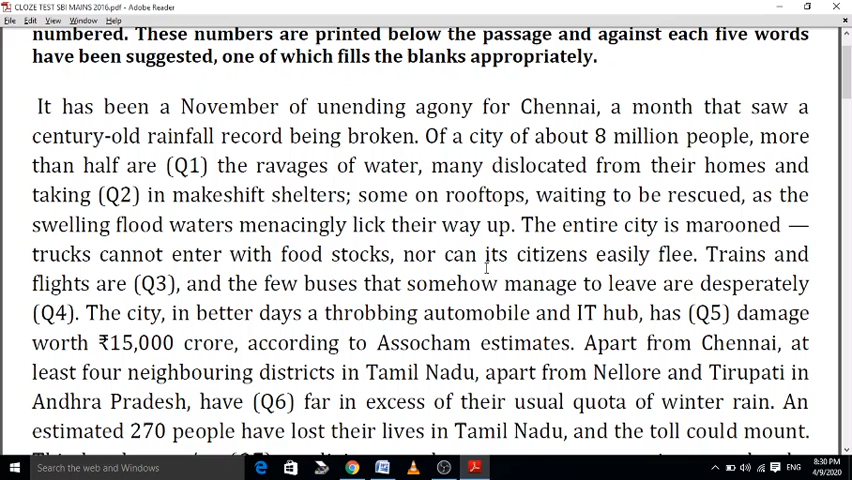 CLOZE TEST SBI MAINS 2016.pdf - Adobe Reader
File Edit View Window Help
numbered. These numbers are printed below the passage and against each five words
have been suggested, one of which fills the blanks appropriately.
It has been a November of unending agony for Chennai, a month that saw a
century-old rainfall record being broken. Of a city of about 8 million people, more
than half are (Q1) the ravages of water, many dislocated from their homes and
taking (Q2) in makeshift shelters; some on rooftops, waiting to be rescued, as the
swelling flood waters menacingly lick their way up. The entire city is marooned —
trucks cannot enter with food stocks, nor can its citizens easily flee. Trains and
flights are (Q3), and the few buses that somehow manage to leave are desperately
(Q4). The city, in better days a throbbing automobile and IT hub, has (Q5) damage
worth ₹15,000 crore, according to Assocham estimates. Apart from Chennai, at
least four neighbouring districts in Tamil Nadu, apart from Nellore and Tirupati in
Andhra Pradesh, have (Q6) far in excess of their usual quota of winter rain. An
estimated 270 people have lost their lives in Tamil Nadu, and the toll could mount.
Search the web and Windows
ENG
8:30 PM
4/9/2020